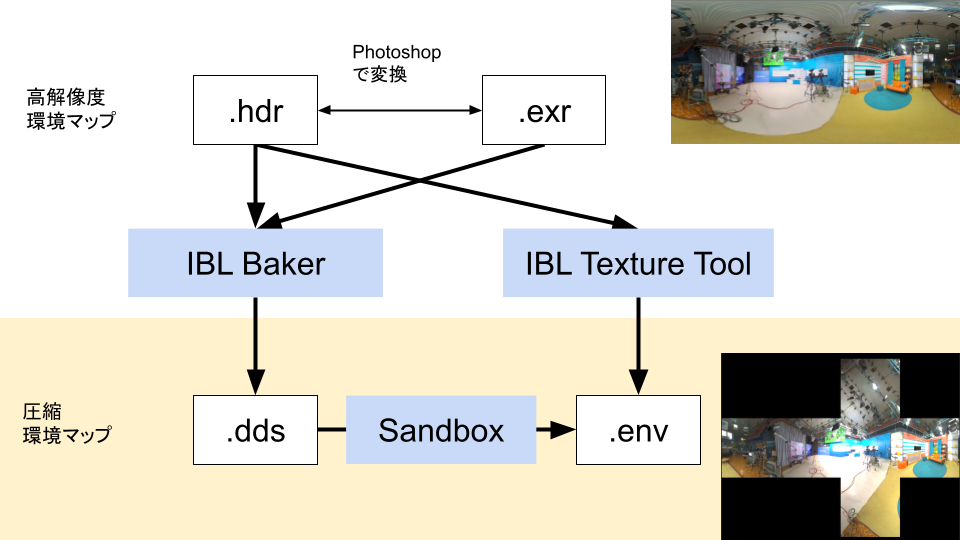 Photoshop
で変換
高解像度
環境マップ
.hdr
.exr
IBL Baker
IBL Texture Tool
圧縮
環境マップ
.dds
Sandbox
.env